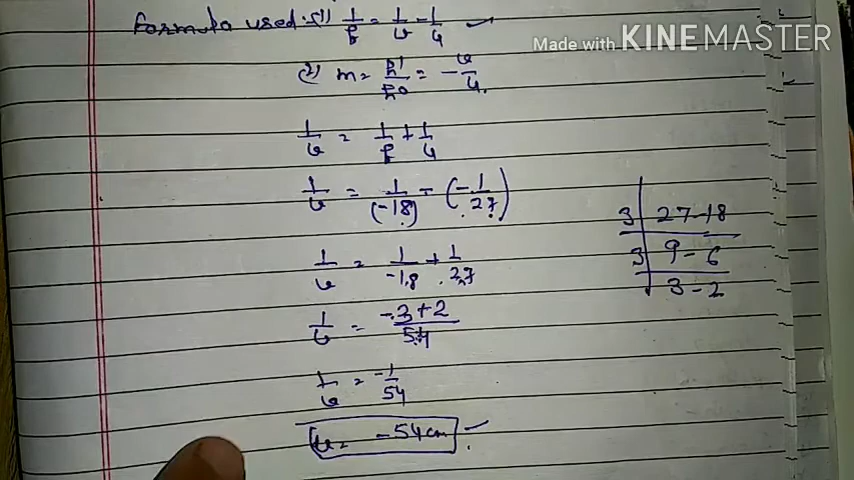 Formula used:(1) 1/f = 1/v - 1/u
Made with KINEMASTER
(2) m = h1/h0 = -v/u
1/v = 1/f + 1/u
1/v = 1/(-18) - (-1/27)
1/v = 1/-18 + 1/27
1/v = -3+2/54
1/v = -1/54
v = -54cm
3 27-18
3 9-6
3-2